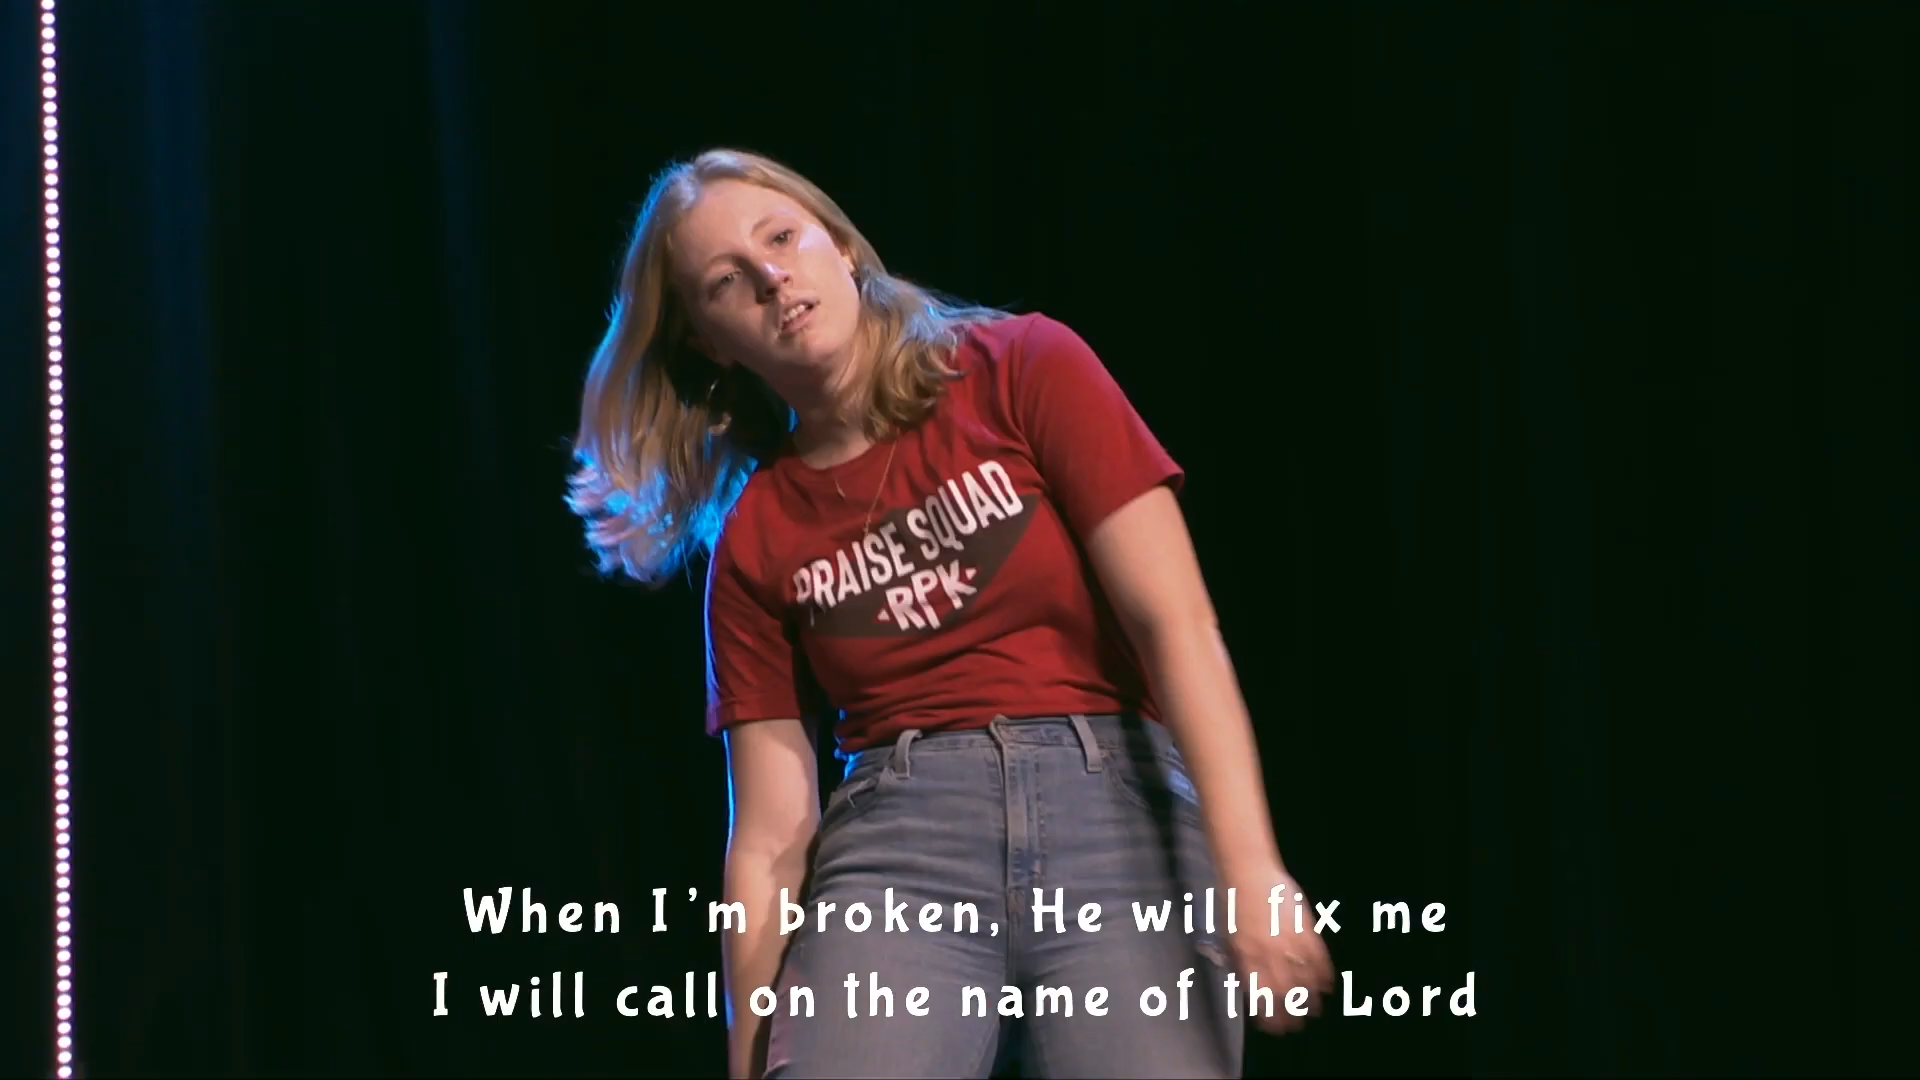 PRAISE SQUAD
RPK
When I'm broken, He will fix me
I will call on the name of the Lord